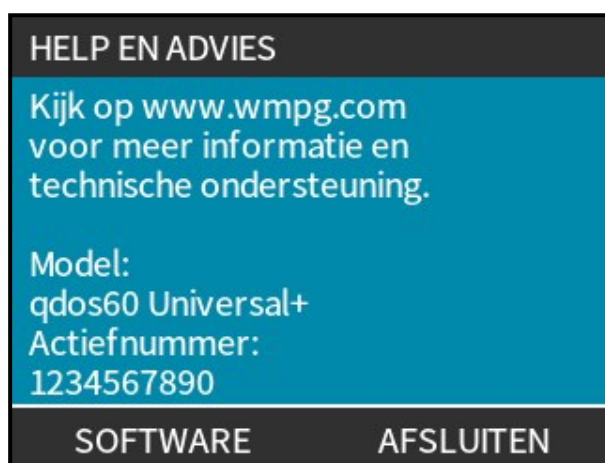 HELP EN ADVIES
Kijk op www.wmpg.com
voor meer informatie en
technische ondersteuning.
Model:
qdos60 Universal+
Actiefnummer:
1234567890
SOFTWARE AFSLUITEN